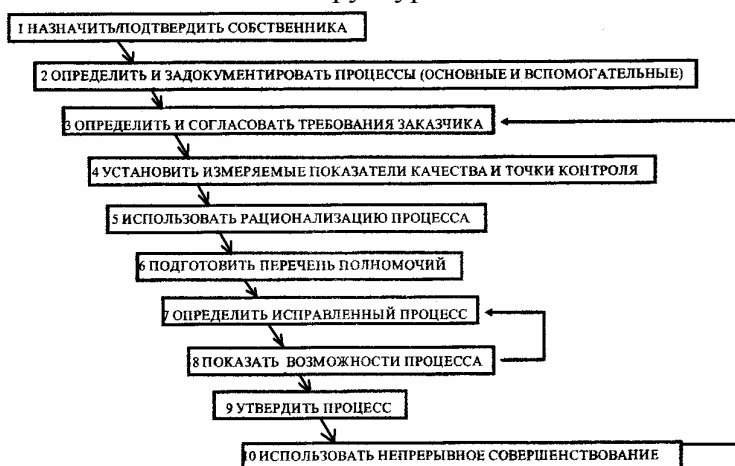 1 НАЗНАЧИТЬ/ПОДТВЕРДИТЬ СОБСТВЕННИКА
2 ОПРЕДЕЛИТЬ И ЗАДОКУМЕНТИРОВАТЬ ПРОЦЕССЫ (ОСНОВНЫЕ И ВСПОМОГАТЕЛЬНЫЕ)
3 ОПРЕДЕЛИТЬ И СОГЛАСОВАТЬ ТРЕБОВАНИЯ ЗАКАЗЧИКА
4 УСТАНОВИТЬ ИЗМЕРЯЕМЫЕ ПОКАЗАТЕЛИ КАЧЕСТВА И ТОЧКИ КОНТРОЛЯ
5 ИСПОЛЬЗОВАТЬ РАЦИОНАЛИЗАЦИЮ ПРОЦЕССА
6 ПОДГОТОВИТЬ ПЕРЕЧЕНЬ ПОЛНОМОЧИЙ
7 ОПРЕДЕЛИТЬ ИСПРАВЛЕННЫЙ ПРОЦЕСС
8 ПОКАЗАТЬ ВОЗМОЖНОСТИ ПРОЦЕССА
9 УТВЕРДИТЬ ПРОЦЕСС
10 ИСПОЛЬЗОВАТЬ НЕПРЕРЫВНОЕ СОВЕРШЕНСТВОВАНИЕ